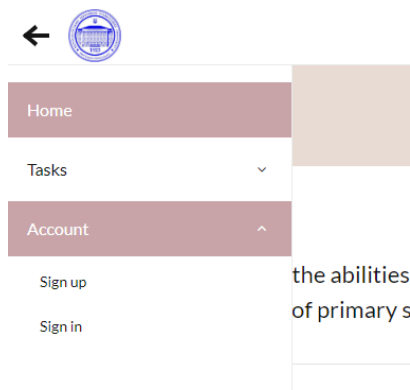 Home
Tasks
Account
Sign up
Sign in
the abilities
of primary s